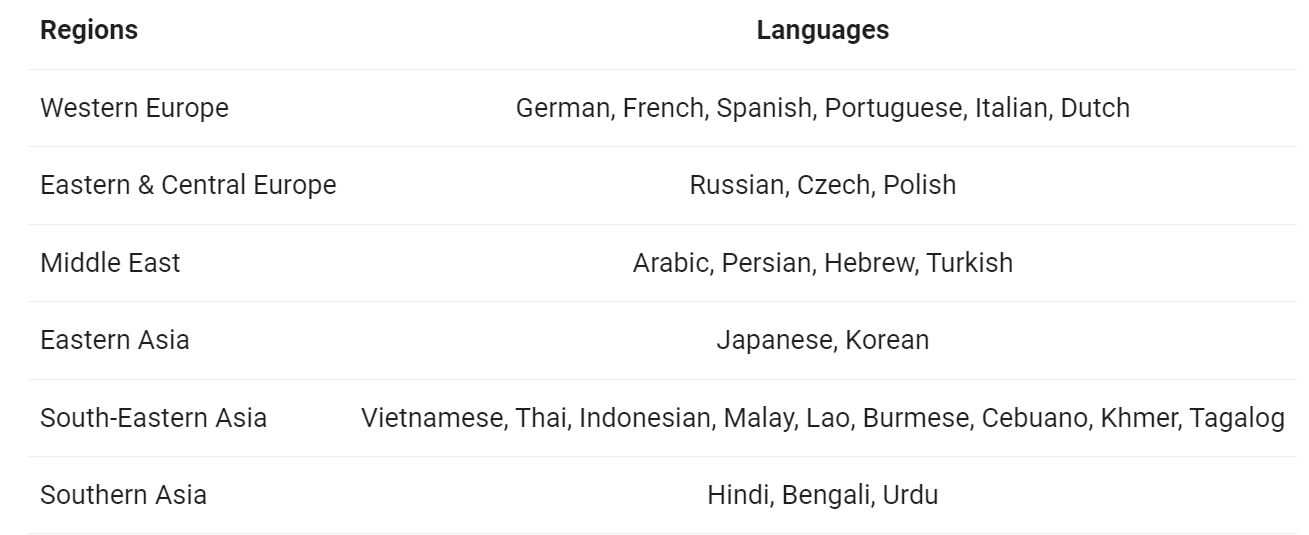 Regions Languages
Western Europe German, French, Spanish, Portuguese, Italian, Dutch
Eastern & Central Europe Russian, Czech, Polish
Middle East Arabic, Persian, Hebrew, Turkish
Eastern Asia Japanese, Korean
South-Eastern Asia Vietnamese, Thai, Indonesian, Malay, Lao, Burmese, Cebuano, Khmer, Tagalog
Southern Asia Hindi, Bengali, Urdu